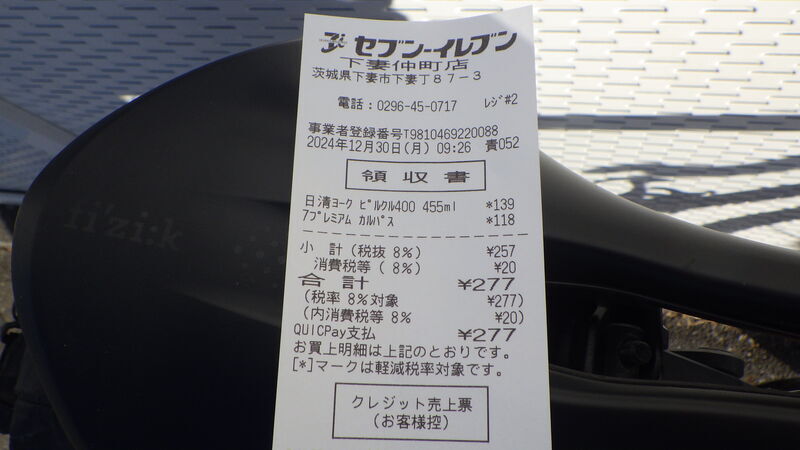 セブン-イレブン
下妻仲町店
茨城県下妻市下妻丁87-3
電話：0296-45-0717 ﾚｼﾞ#2
事業者登録番号T9810469220088
2024年12月30日(月) 09:26 責052
領収書
日清ﾖｰｸ ﾋﾟﾙｸﾙ400 455ml *139
7ﾌﾟﾚﾐｱﾑ ｶﾙﾊﾟｽ *118
小計(税抜 8%) ¥257
消費税等( 8%) ¥20
合計 ¥277
(税率 8%対象 ¥277)
(内消費税等 8% ¥20)
QUICPay支払 ¥277
お買上明細は上記のとおりです。
[*]マークは軽減税率対象です。
クレジット売上票
(お客様控)
fi'zi:k